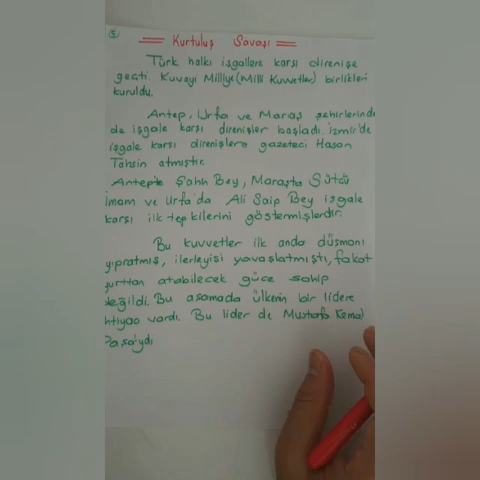 5)
Kurtuluş Savaşı
Türk halkı işgallere karşı direnişe
geçti. Kuvayi Milliye (Milli Kuvvetler) birlikleri
kuruldu.
Antep, Urfa ve Maraş şehirlerinde
de işgale karşı direnişler başladı. İzmir'de
işgale karşı direnişlere gazeteci Hasan
Tahsin atmıştır.
Antep'te Şahin Bey, Maraşta Sütçü
İmam ve Urfa'da Ali Saip Bey işgale
karşı ilk tepkilerini göstermişlerdir.
Bu kuvvetler ilk anda düşmanı
yıpratmış, ilerleyişi yavaşlatmıştı, fakat
yurttan atabilecek güce sahip
değildi. Bu aşamada ülkenin bir lidere
ihtiyacı vardı. Bu lider de Mustafa Kemal
Paşa'ydı